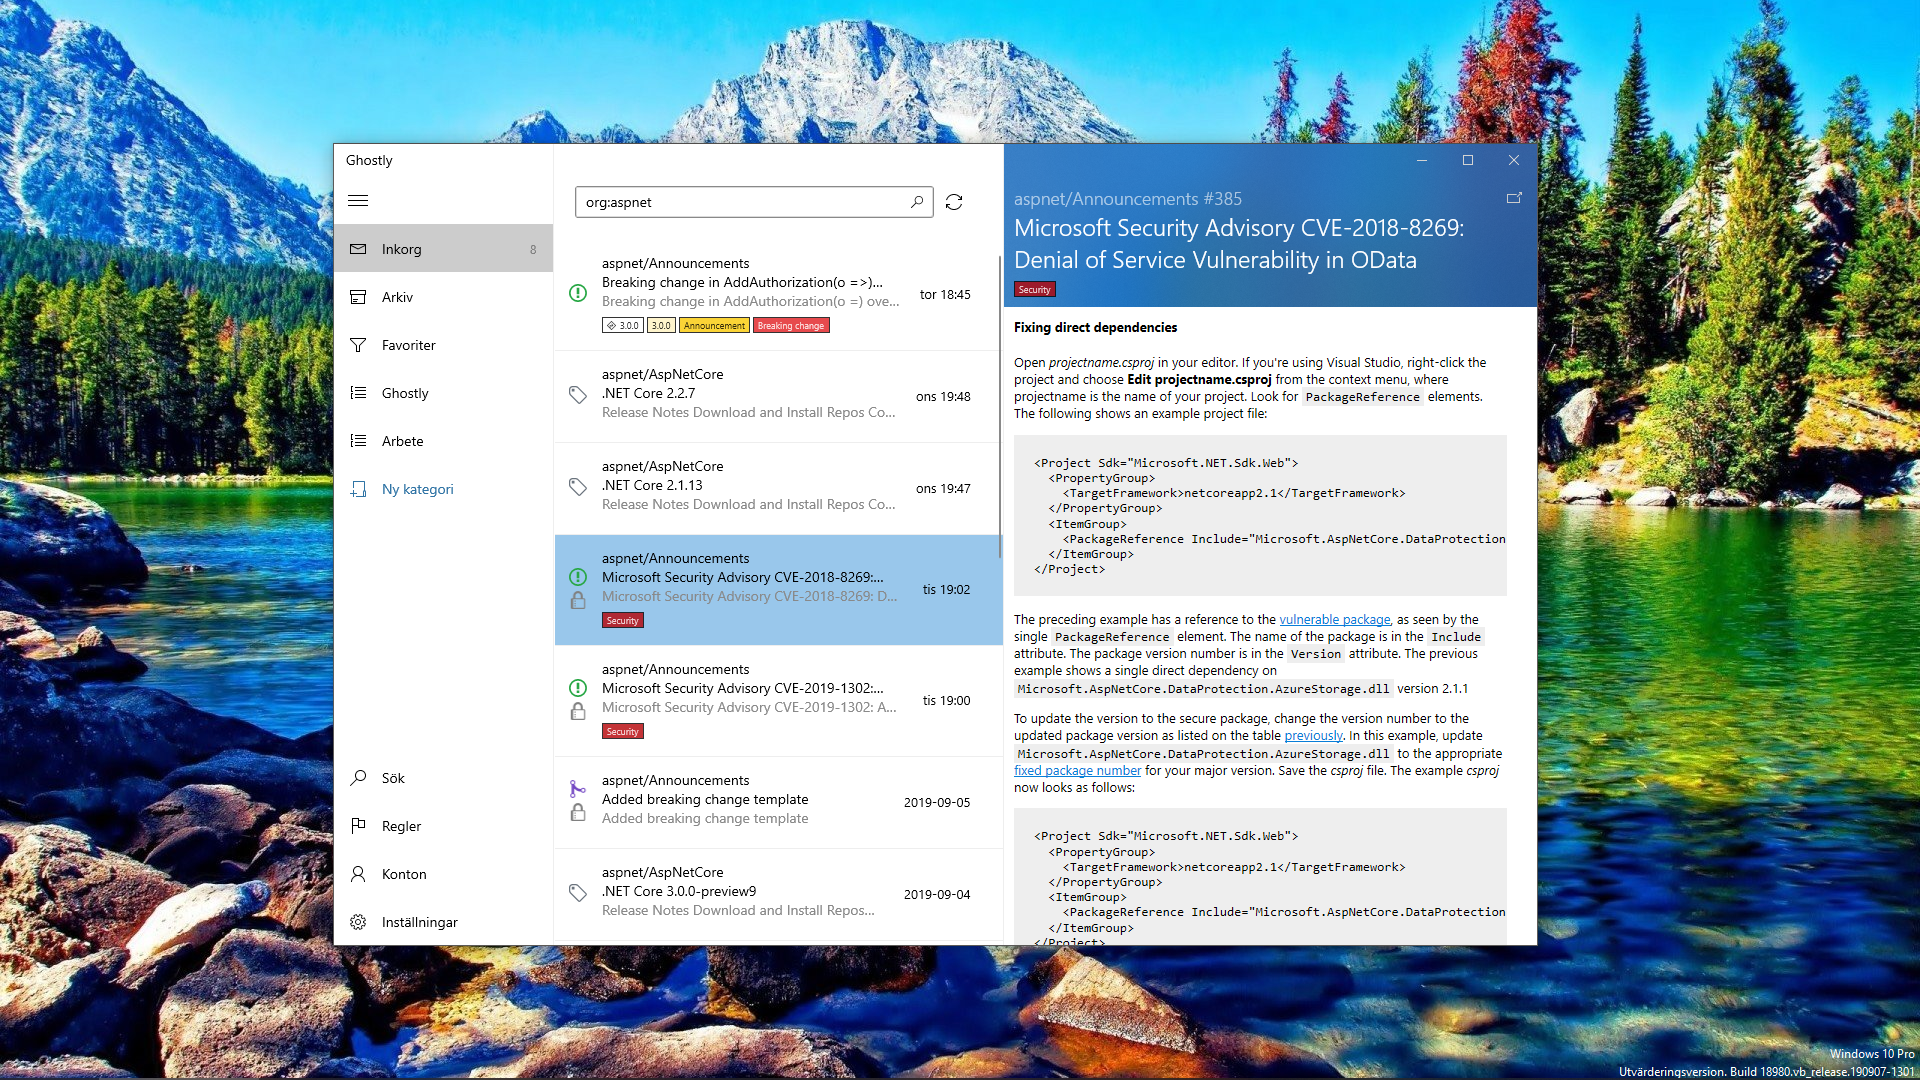 Ghostly
Inkorg 8
Arkiv
Favoriter
Ghostly
Arbete
Ny kategori
Sök
Regler
Konton
Inställningar
org:aspnet
aspnet/Announcements
Breaking change in AddAuthorization(o =>)...
Breaking change in AddAuthorization(o =) ove...
tor 18:45
3.0.0 3.0.0 Announcement Breaking change
aspnet/AspNetCore
.NET Core 2.2.7
Release Notes Download and Install Repos Co...
ons 19:48
aspnet/AspNetCore
.NET Core 2.1.13
Release Notes Download and Install Repos Co...
ons 19:47
aspnet/Announcements
Microsoft Security Advisory CVE-2018-8269:...
Microsoft Security Advisory CVE-2018-8269: D...
tis 19:02
Security
aspnet/Announcements
Microsoft Security Advisory CVE-2019-1302:...
Microsoft Security Advisory CVE-2019-1302: A...
tis 19:00
Security
aspnet/Announcements
Added breaking change template
Added breaking change template
2019-09-05
aspnet/AspNetCore
.NET Core 3.0.0-preview9
Release Notes Download and Install Repos...
2019-09-04
aspnet/Announcements #385
Microsoft Security Advisory CVE-2018-8269:
Denial of Service Vulnerability in OData
Security
Fixing direct dependencies
Open projectname.csproj in your editor. If you're using Visual Studio, right-click the
project and choose Edit projectname.csproj from the context menu, where
projectname is the name of your project. Look for PackageReference elements.
The following shows an example project file:
<Project Sdk="Microsoft.NET.Sdk.Web">
<PropertyGroup>
<TargetFramework>netcoreapp2.1</TargetFramework>
</PropertyGroup>
<ItemGroup>
<PackageReference Include="Microsoft.AspNetCore.DataProtection
</ItemGroup>
</Project>
The preceding example has a reference to the vulnerable package, as seen by the
single PackageReference element. The name of the package is in the Include
attribute. The package version number is in the Version attribute. The previous
example shows a single direct dependency on
Microsoft.AspNetCore.DataProtection.AzureStorage.dll version 2.1.1
To update the version to the secure package, change the version number to the
updated package version as listed on the table previously. In this example, update
Microsoft.AspNetCore.DataProtection.AzureStorage.dll to the appropriate
fixed package number for your major version. Save the csproj file. The example csproj
now looks as follows:
<Project Sdk="Microsoft.NET.Sdk.Web">
<PropertyGroup>
<TargetFramework>netcoreapp2.1</TargetFramework>
</PropertyGroup>
<ItemGroup>
<PackageReference Include="Microsoft.AspNetCore.DataProtection
</ItemGroup>
</Project>
Windows 10 Pro
Utvärderingsversion. Build 18980.vb_release.190907-1301